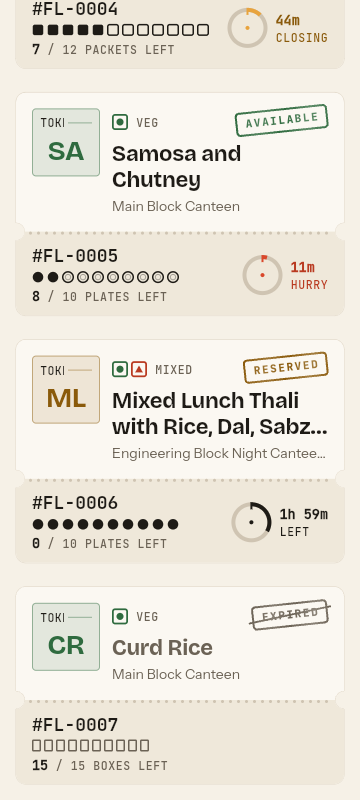 #FL-0004
7 / 12 PACKETS LEFT
44m
CLOSING
TOKI
SA
VEG
AVAILABLE
Samosa and
Chutney
Main Block Canteen
#FL-0005
8 / 10 PLATES LEFT
11m
HURRY
TOKI
ML
MIXED
RESERVED
Mixed Lunch Thali
with Rice, Dal, Sabz...
Engineering Block Night Cantee...
#FL-0006
0 / 10 PLATES LEFT
1h 59m
LEFT
TOKI
CR
VEG
EXPIRED
Curd Rice
Main Block Canteen
#FL-0007
15 / 15 BOXES LEFT